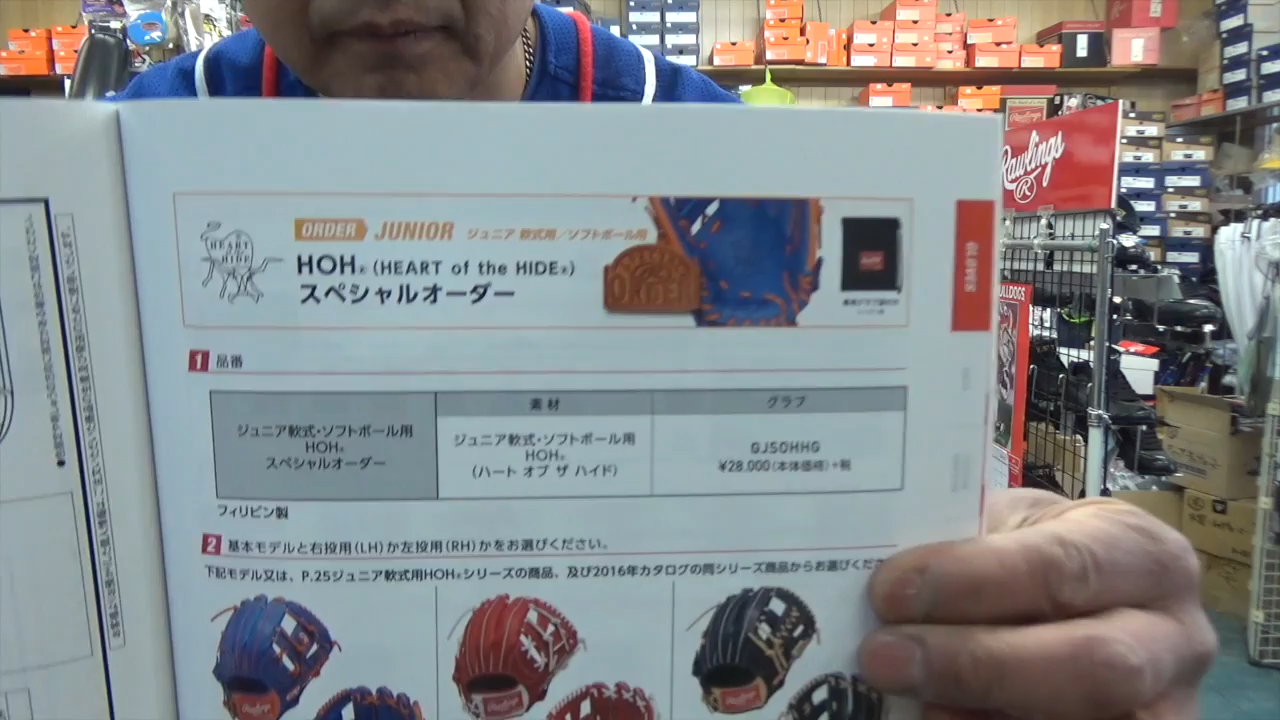 HEART
of the
HIDE
ORDER JUNIOR ジュニア 軟式用/ソフトボール用
HOH® (HEART of the HIDE®)
スペシャルオーダー
ORDER
GLOVES
Rawlings
®
BULLDOGS
1 品番
素材 グラブ
ジュニア軟式・ソフトボール用
HOH®
スペシャルオーダー
ジュニア軟式・ソフトボール用
HOH®
(ハート オブ ザ ハイド)
GJSOHHG
¥28,000(本体価格)+税
フィリピン製
2 基本モデルと右投用(LH)か左投用(RH)かをお選びください。
下記モデル又は、P.25ジュニア軟式用HOH®シリーズの商品、及び2016年カタログの同シリーズ商品からお選びくださ
Rawlings
Rawlings
Rawlings